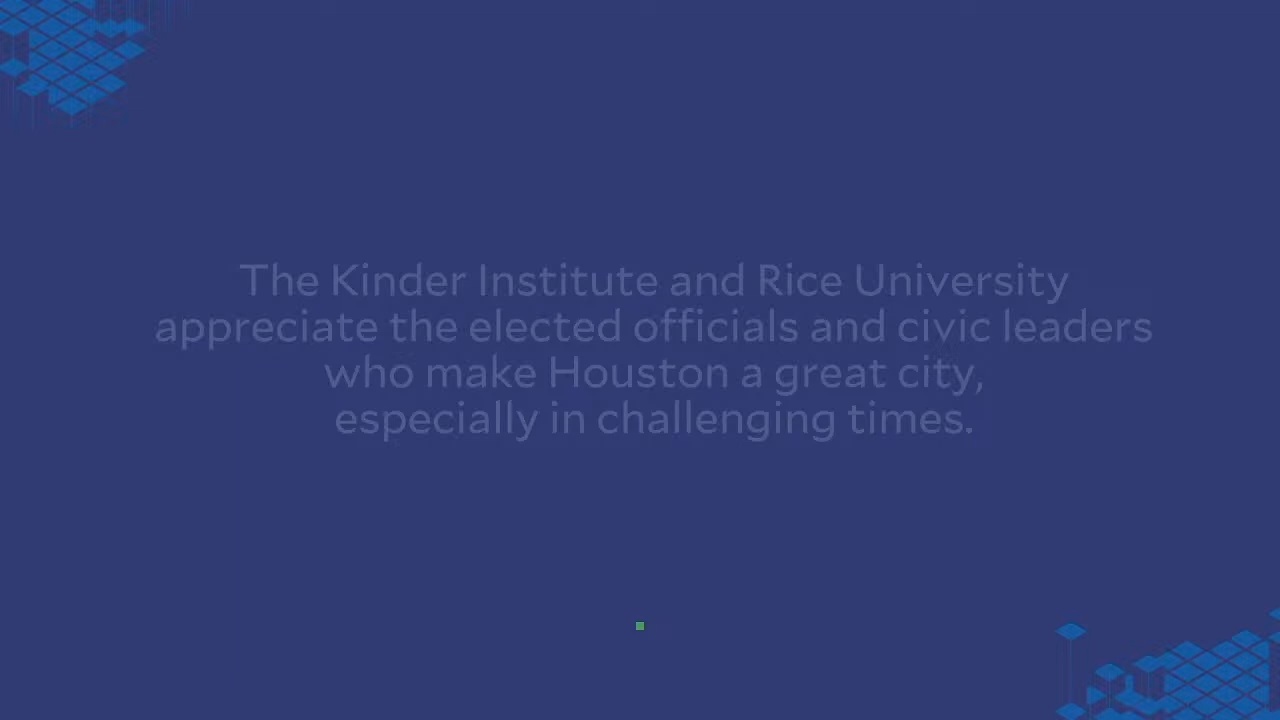 The Kinder Institute and Rice University
appreciate the elected officials and civic leaders
who make Houston a great city,
especially in challenging times.